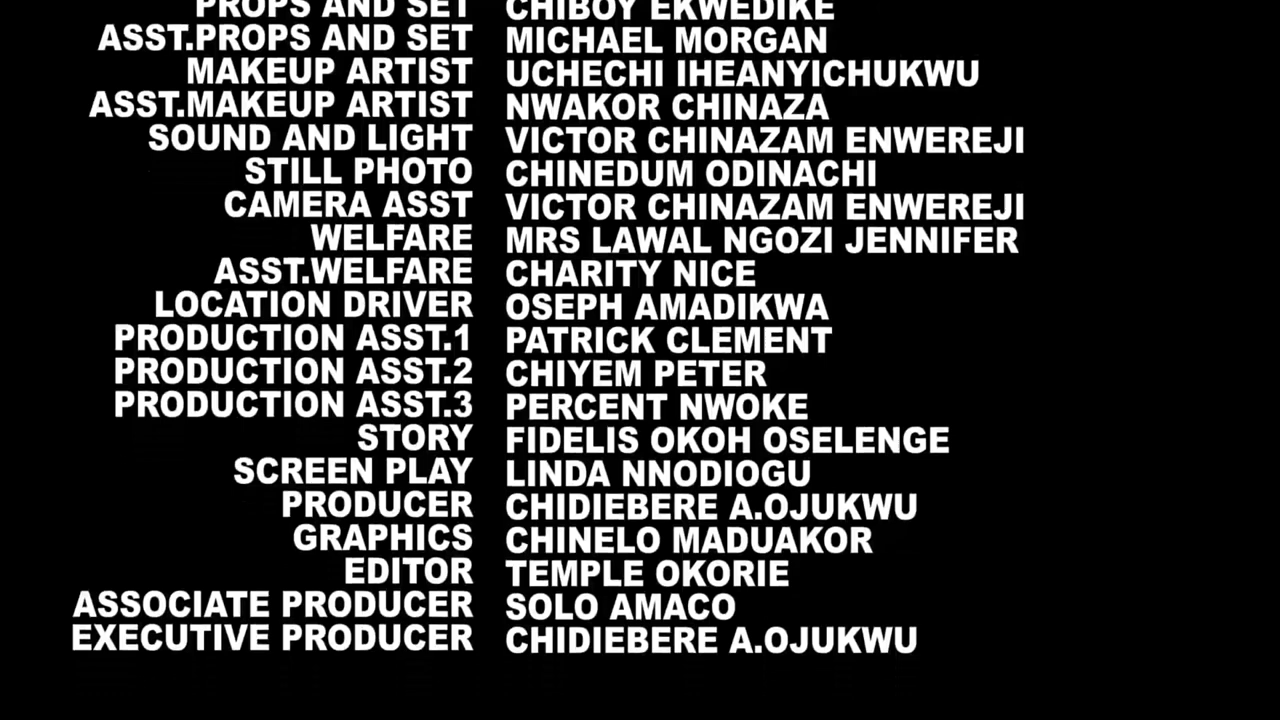 PROPS AND SET CHIBOY EKWEDIKE
ASST.PROPS AND SET MICHAEL MORGAN
MAKEUP ARTIST UCHECHI IHEANYICHUKWU
ASST.MAKEUP ARTIST NWAKOR CHINAZA
SOUND AND LIGHT VICTOR CHINAZAM ENWEREJI
STILL PHOTO CHINEDUM ODINACHI
CAMERA ASST VICTOR CHINAZAM ENWEREJI
WELFARE MRS LAWAL NGOZI JENNIFER
ASST.WELFARE CHARITY NICE
LOCATION DRIVER OSEPH AMADIKWA
PRODUCTION ASST.1 PATRICK CLEMENT
PRODUCTION ASST.2 CHIYEM PETER
PRODUCTION ASST.3 PERCENT NWOKE
STORY FIDELIS OKOH OSELENGE
SCREEN PLAY LINDA NNODIOGU
PRODUCER CHIDIEBERE A.OJUKWU
GRAPHICS CHINELO MADUAKOR
EDITOR TEMPLE OKORIE
ASSOCIATE PRODUCER SOLO AMACO
EXECUTIVE PRODUCER CHIDIEBERE A.OJUKWU